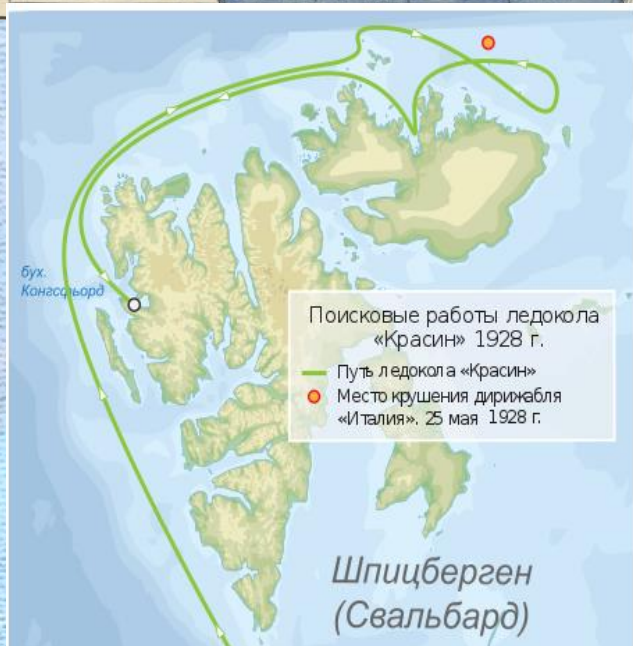 бух.
Конгсфьорд
Поисковые работы ледокола
«Красин» 1928 г.
Путь ледокола «Красин»
Место крушения дирижабля
«Италия». 25 мая 1928 г.
Шпицберген
(Свальбард)